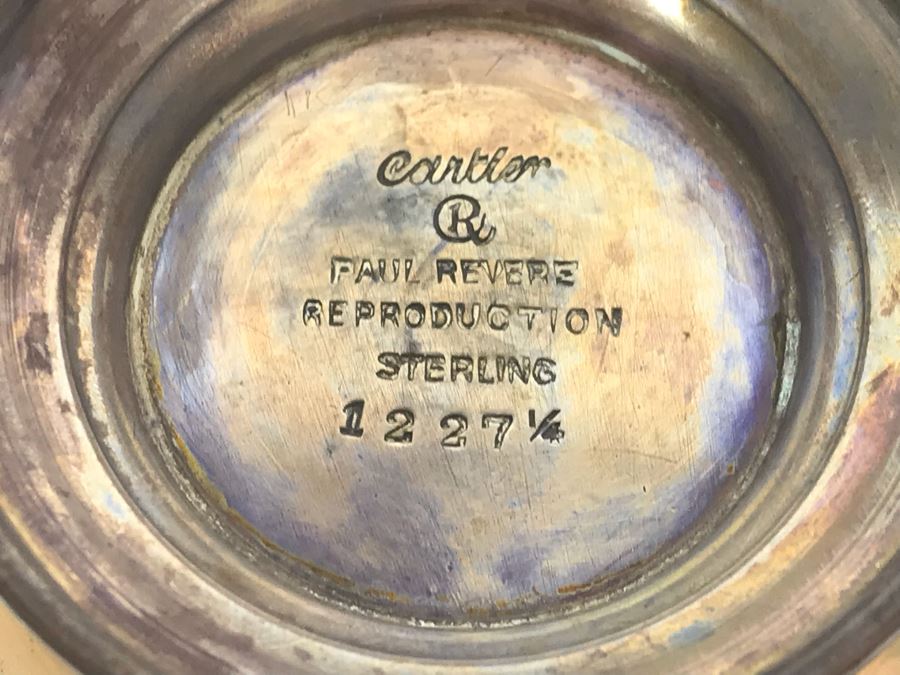 Cartier
R
PAUL REVERE
REPRODUCTION
STERLING
1227¼